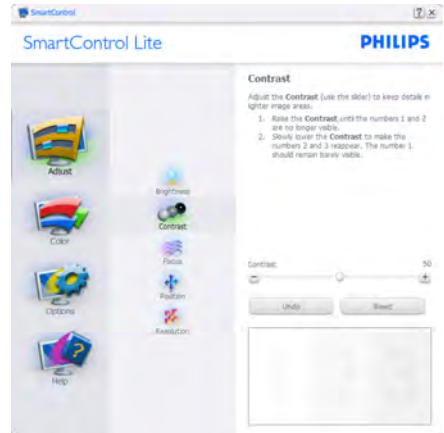 SmartControl
SmartControl Lite
PHILIPS
Adjust
Color
Options
Help
Brightness
Contrast
Focus
Position
Resolution
Contrast
Adjust the Contrast (use the slider) to keep details in
lighter image areas.
1. Raise the Contrast until the numbers 1 and 2
are no longer visible.
2. Slowly lower the Contrast to make the
numbers 2 and 3 reappear. The number 1
should remain barely visible.
Contrast:
50
Undo
Reset